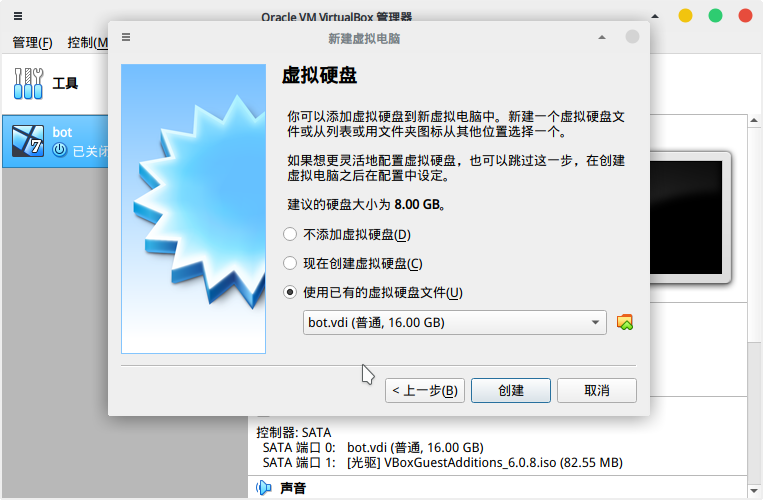 Oracle VM VirtualBox 管理器
管理(F) 控制(M
新建虚拟电脑
工具
bot
已关闭
7
虚拟硬盘
你可以添加虚拟硬盘到新虚拟电脑中。新建一个虚拟硬盘文
件或从列表或用文件夹图标从其他位置选择一个。
如果想更灵活地配置虚拟硬盘，也可以跳过这一步，在创建
虚拟电脑之后在配置中设定。
建议的硬盘大小为 8.00 GB。
不添加虚拟硬盘(D)
现在创建虚拟硬盘(C)
使用已有的虚拟硬盘文件(U)
bot.vdi (普通, 16.00 GB)
< 上一步(B) 创建 取消
控制器: SATA
SATA 端口 0: bot.vdi (普通, 16.00 GB)
SATA 端口 1: [光驱] VBoxGuestAdditions_6.0.8.iso (82.55 MB)
声音